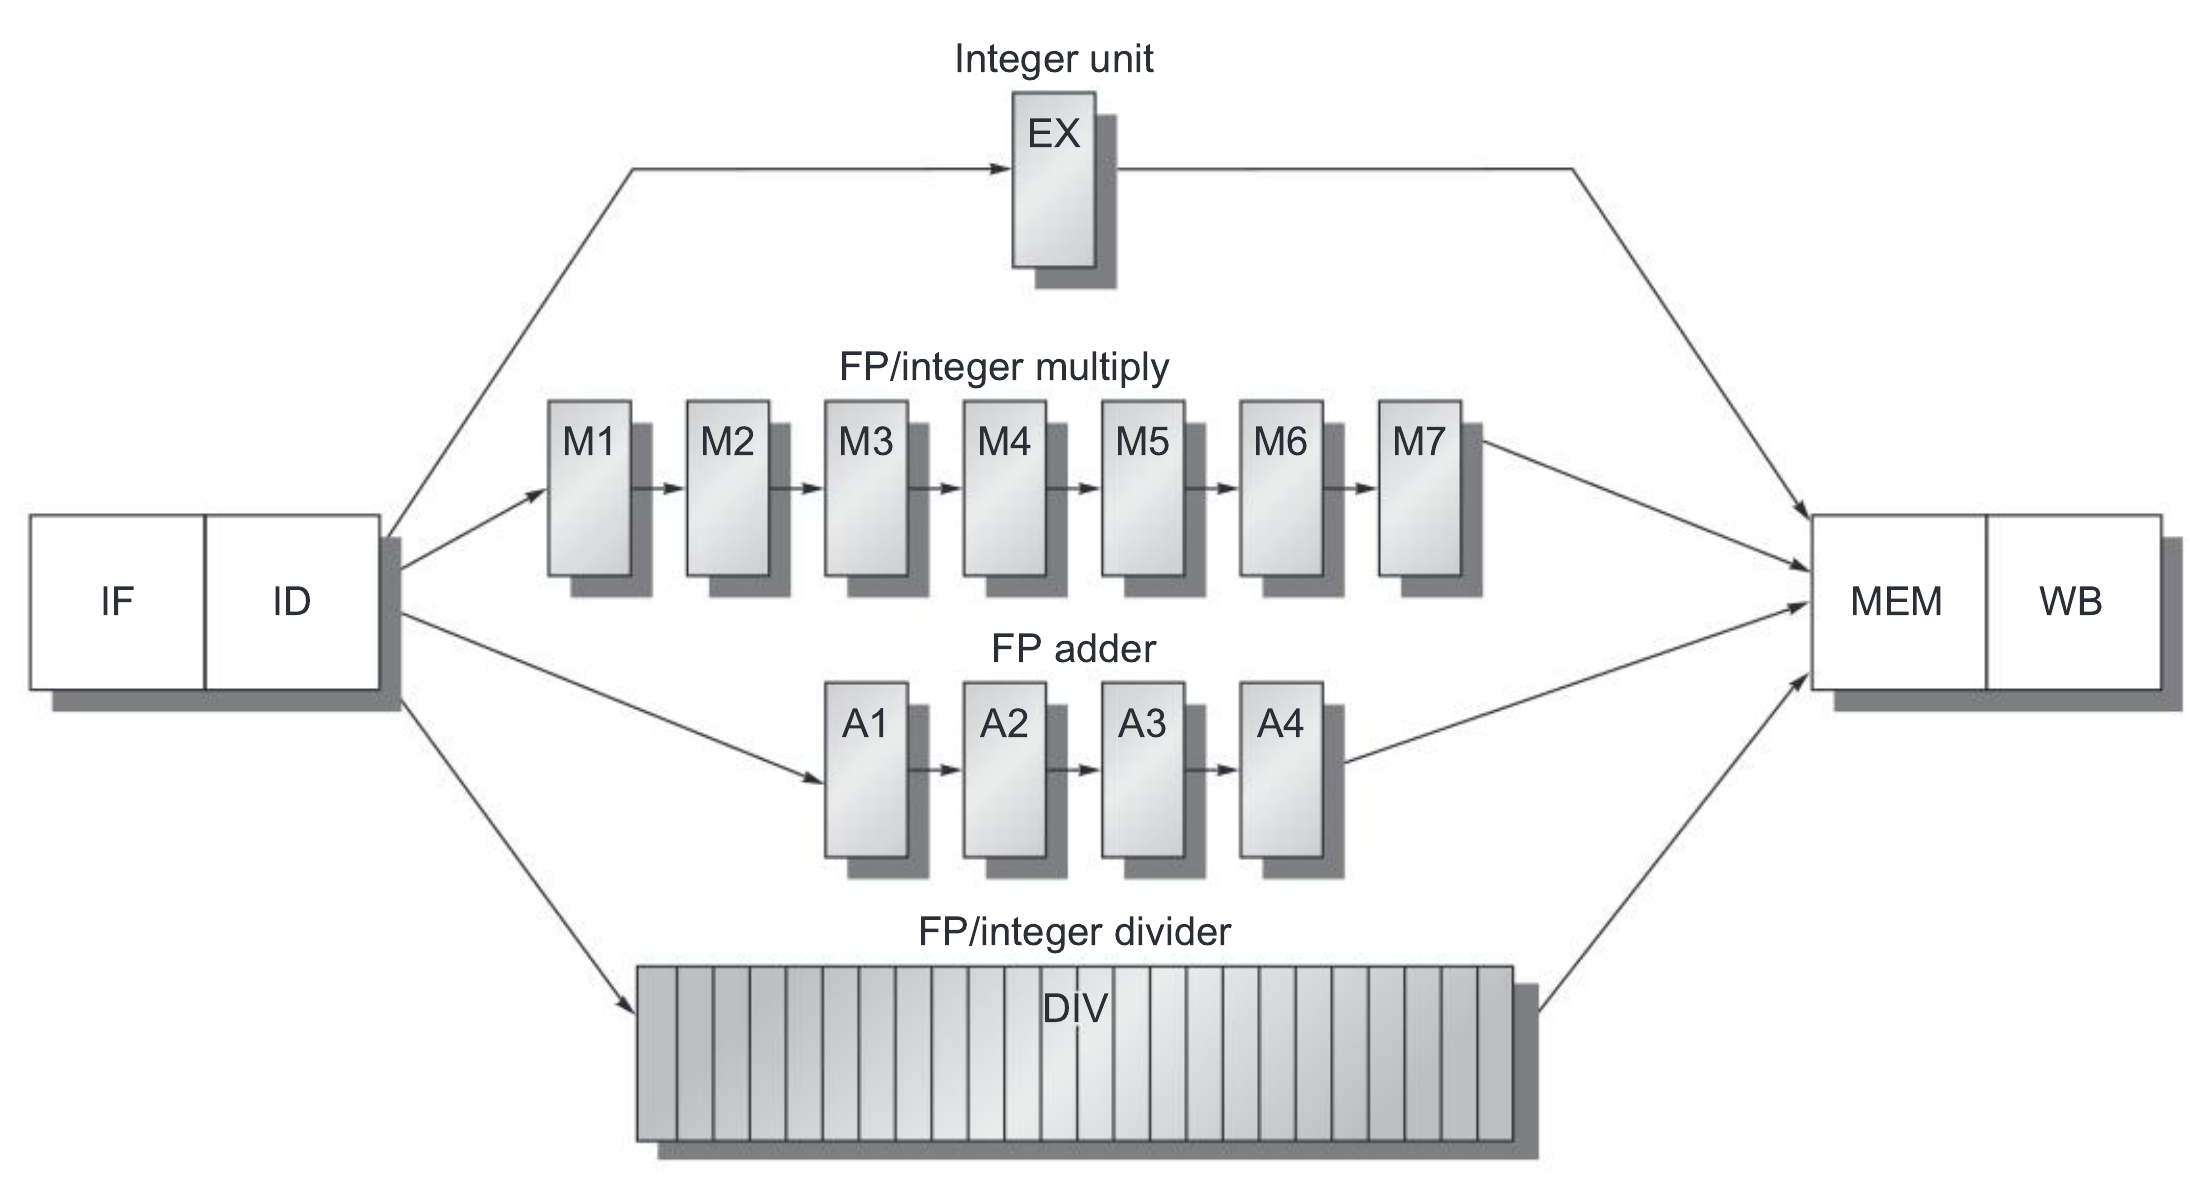 Integer unit
EX
FP/integer multiply
M1 M2 M3 M4 M5 M6 M7
IF ID
MEM WB
FP adder
A1 A2 A3 A4
FP/integer divider
DIV